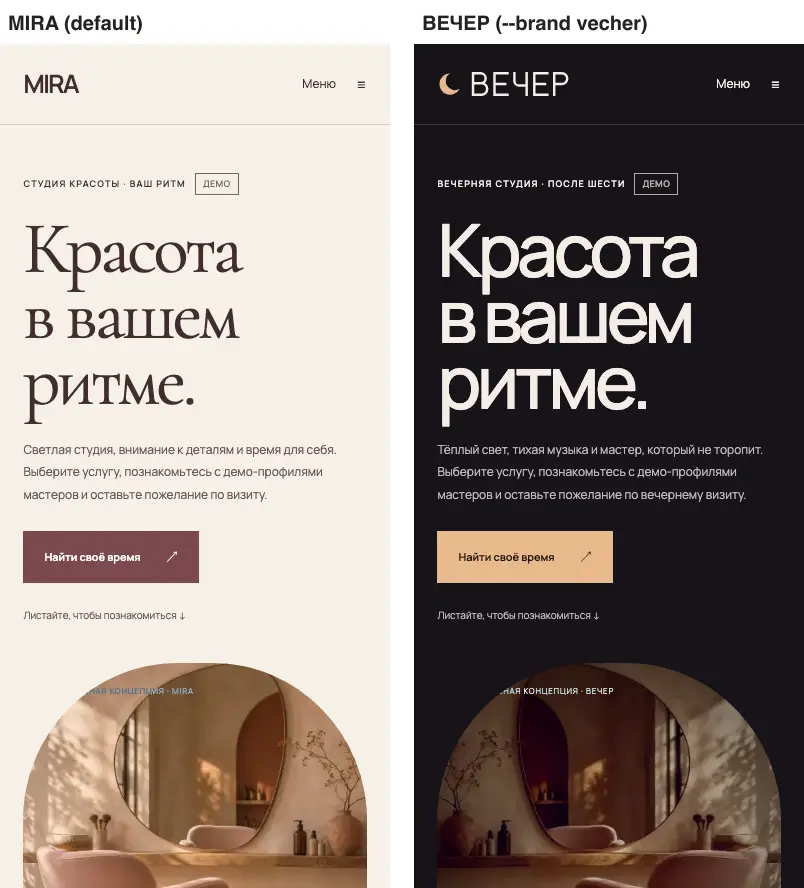 MIRA (default)
MIRA
Меню
СТУДИЯ КРАСОТЫ · ВАШ РИТМ
ДЕМО
Красота
в вашем
ритме.
Светлая студия, внимание к деталям и время для себя.
Выберите услугу, познакомьтесь с демо-профилями
мастеров и оставьте пожелание по визиту.
Найти своё время ↗
Листайте, чтобы познакомиться ↓
КОНЦЕПЦИЯ · MIRA
ВЕЧЕР (--brand vecher)
ВЕЧЕР
Меню
ВЕЧЕРНЯЯ СТУДИЯ · ПОСЛЕ ШЕСТИ
ДЕМО
Красота
в вашем
ритме.
Тёплый свет, тихая музыка и мастер, который не торопит.
Выберите услугу, познакомьтесь с демо-профилями
мастеров и оставьте пожелание по вечернему визиту.
Найти своё время ↗
Листайте, чтобы познакомиться ↓
КОНЦЕПЦИЯ · ВЕЧЕР